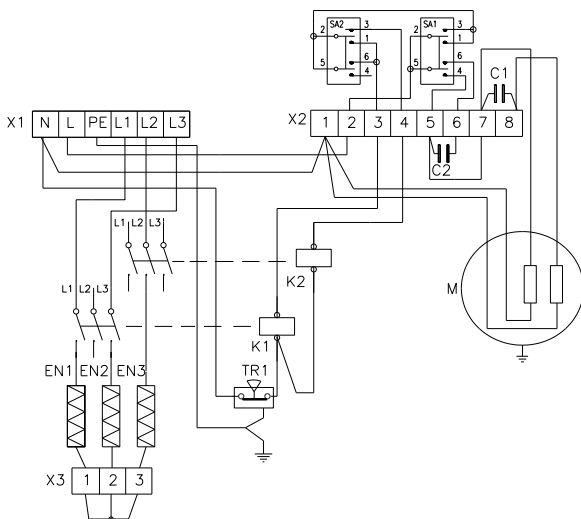 SA2 SA1
2 3 2 3
1 1
6 6
5 4 5 4
C1
X1 N L PE L1 L2 L3
X2 1 2 3 4 5 6 7 8
C2
L1 L2 L3
K2
M
L1 L2 L3
K1
TR1
EN1 EN2 EN3
X3 1 2 3